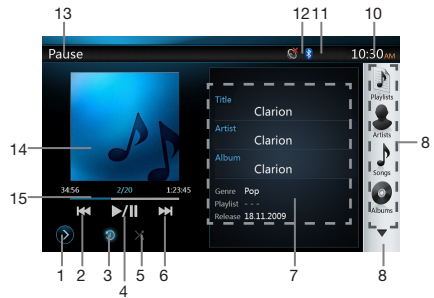 13 12 11 10
Pause 10:30 AM
Playlists
Artists
Songs
Albums
Title
Clarion
Artist
Clarion
Album
Clarion
Genre Pop
Playlist - - -
Release 18.11.2009
14
34:56 2/20 1:23:45
15
8
1 2 3 4 5 6 7 8